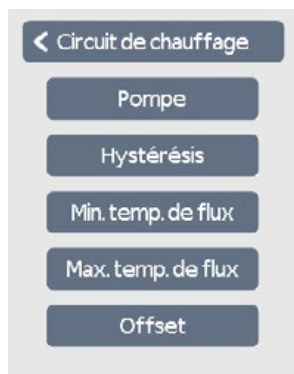 Circuit de chauffage
Pompe
Hystérésis
Min. temp. de flux
Max. temp. de flux
Offset